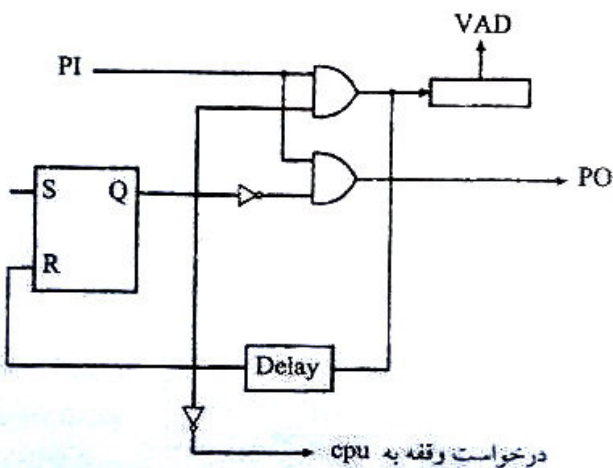 VAD
PI
S Q
PO
R
Delay
درخواست وقفه به cpu